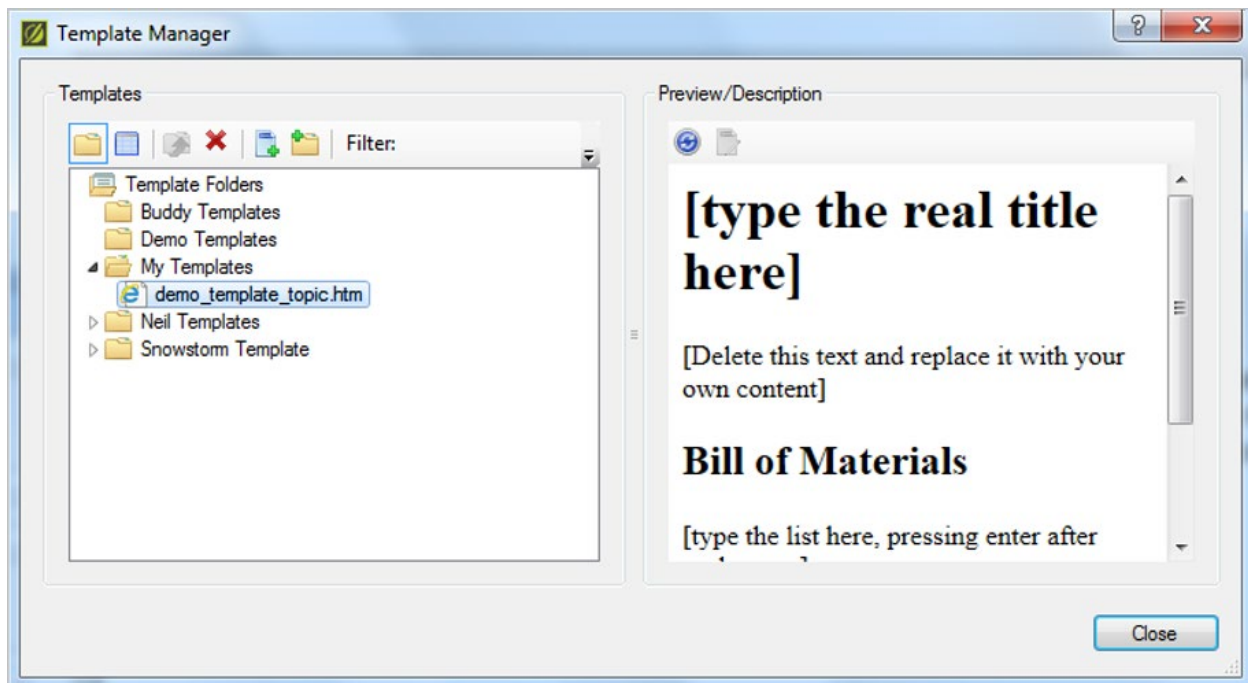 Template Manager
Templates
Filter:
Template Folders
Buddy Templates
Demo Templates
My Templates
demo_template_topic.htm
Neil Templates
Snowstorm Template
Preview/Description
[type the real title
here]
[Delete this text and replace it with your
own content]
Bill of Materials
[type the list here, pressing enter after
Close